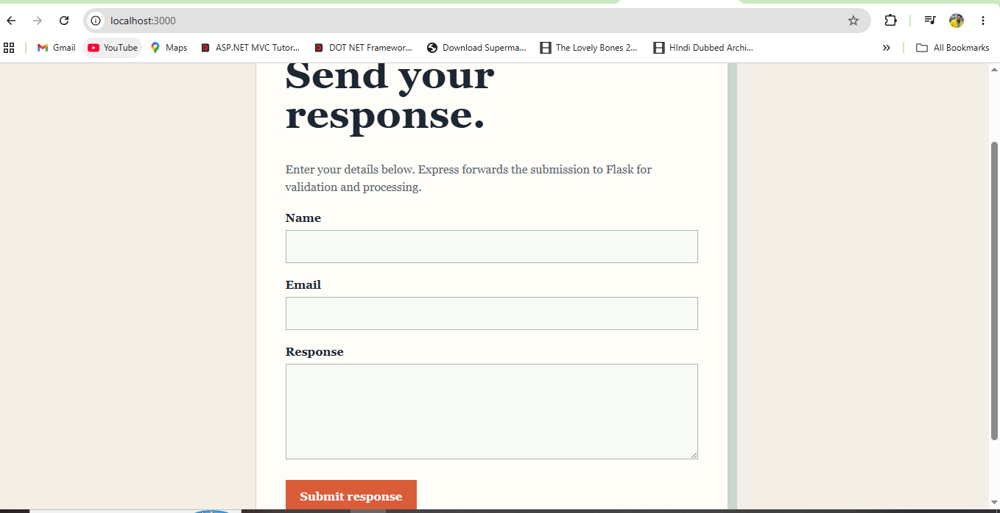 localhost:3000
Gmail YouTube Maps ASP.NET MVC Tutor... DOT NET Framewor... Download Superma... The Lovely Bones 2... HIndi Dubbed Archi... » All Bookmarks
Send your
response.
Enter your details below. Express forwards the submission to Flask for
validation and processing.
Name
Email
Response
Submit response